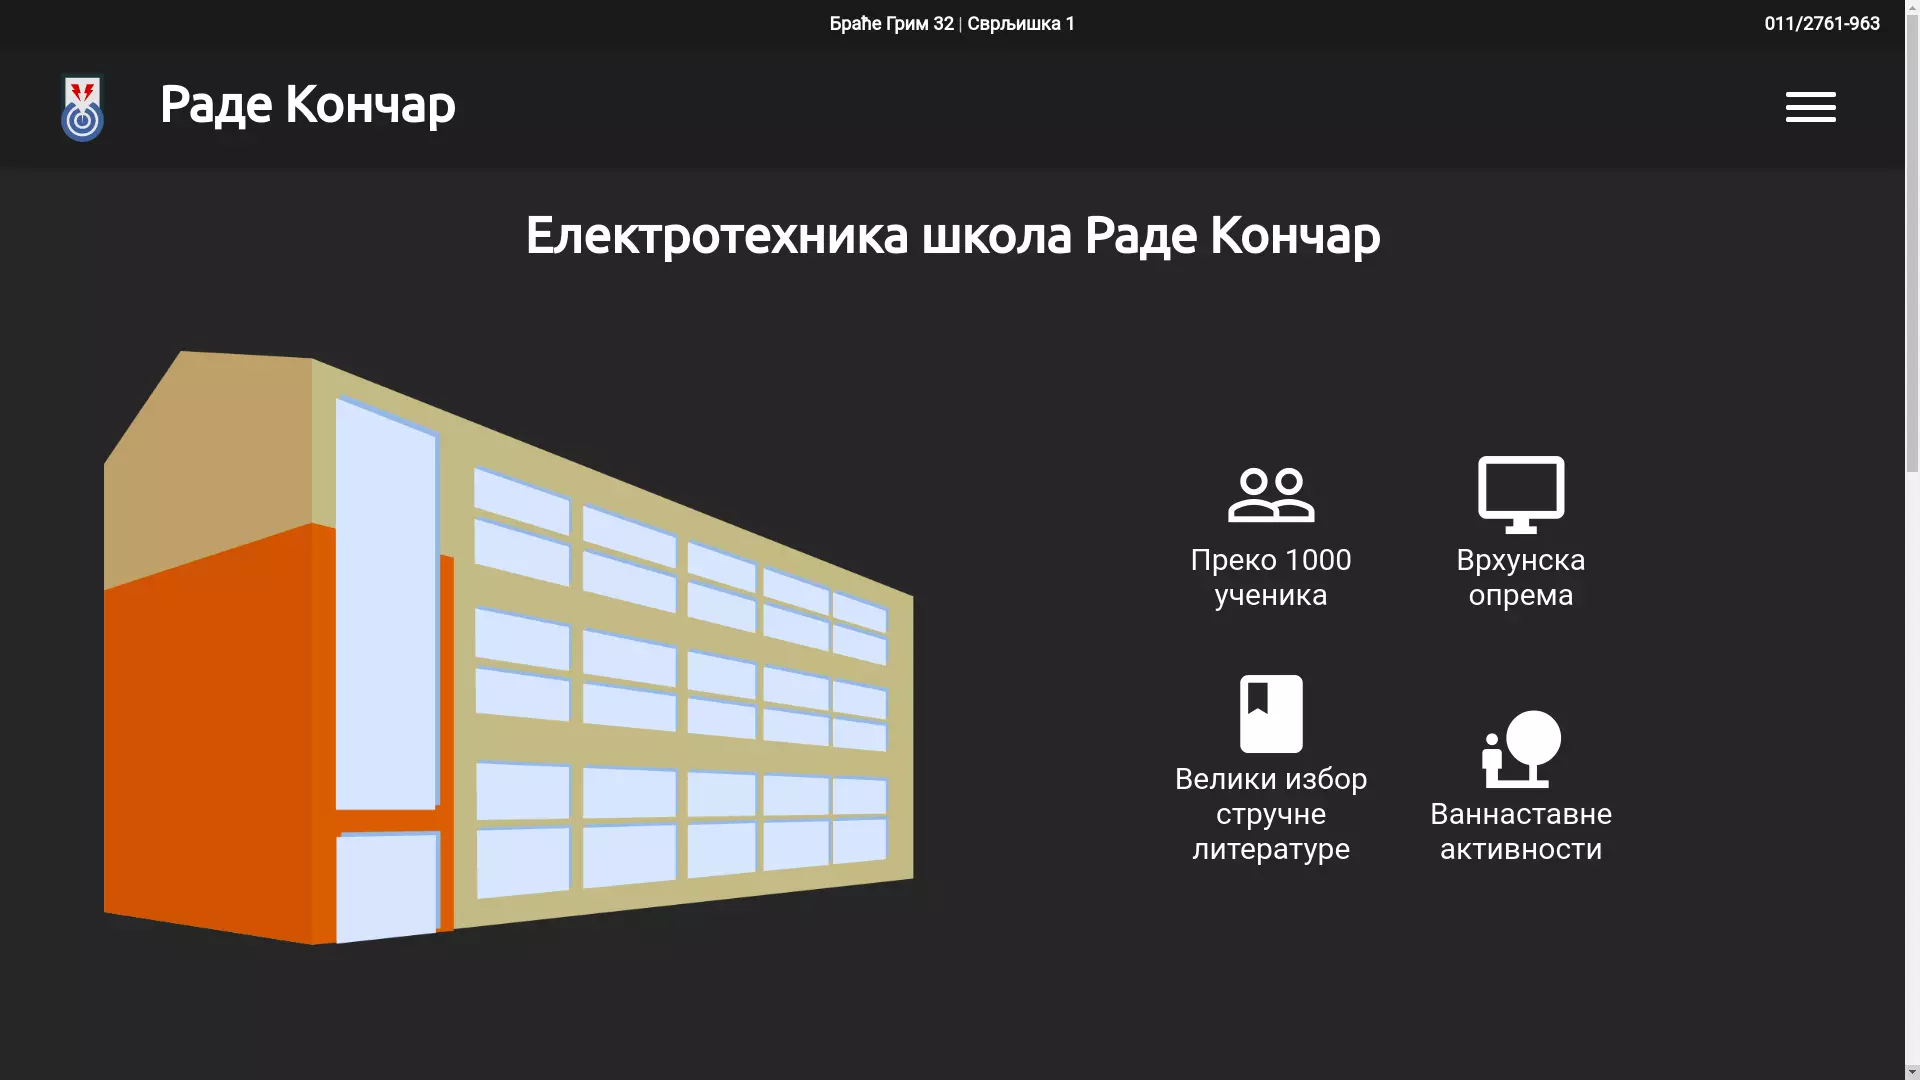 Браће Грим 32 | Сврљишка 1
011/2761-963
Раде Кончар
Електротехника школа Раде Кончар
Преко 1000
ученика
Врхунска
опрема
Велики избор
стручне
литературе
Ваннаставне
активности